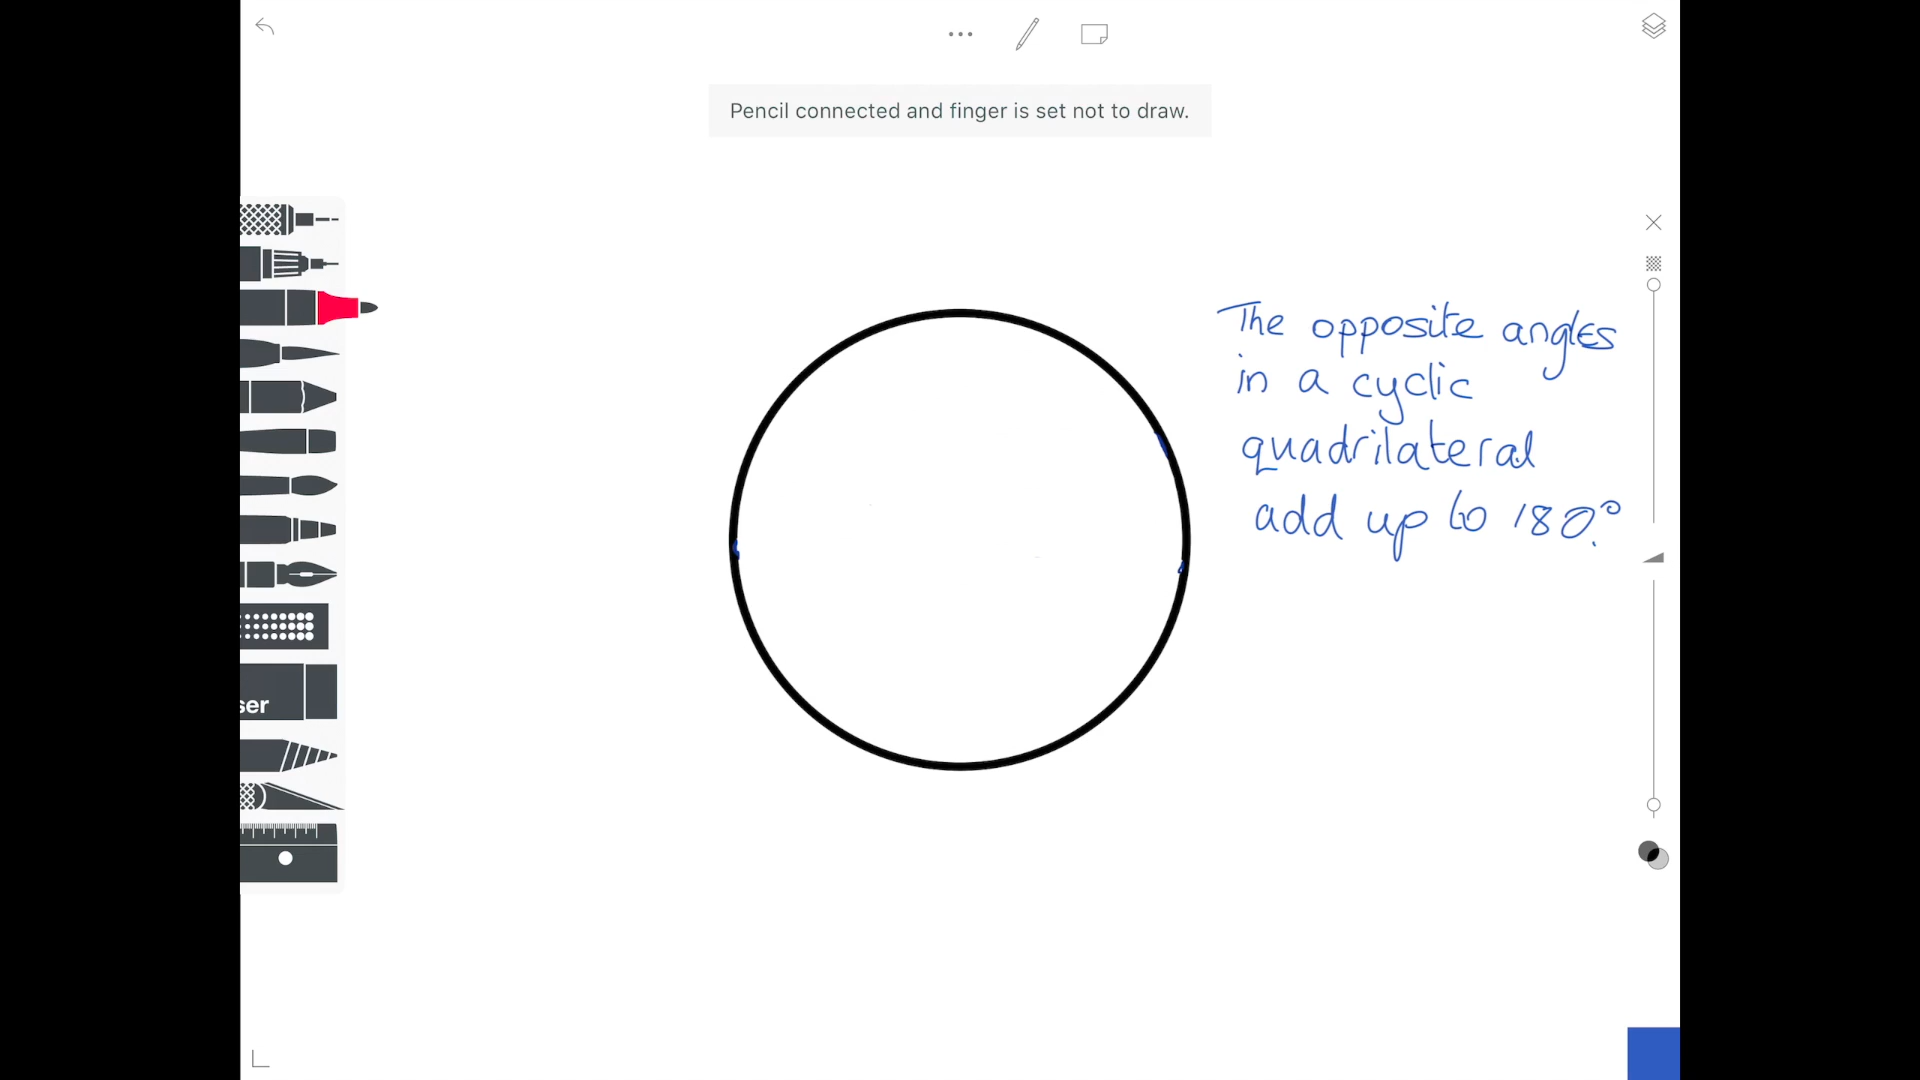 Pencil connected and finger is set not to draw.
The opposite angles
in a cyclic
quadrilateral
add up to 180°.
ser